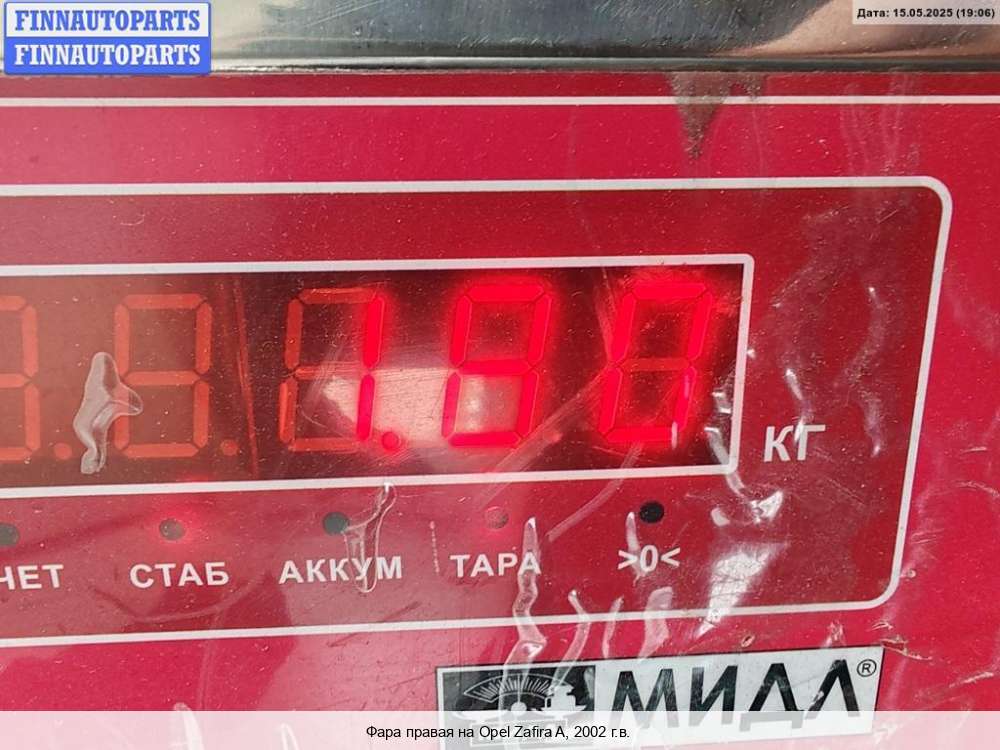 FINNAUTOPARTS
FINNAUTOPARTS
Дата: 15.05.2025 (19:06)
1.80
КГ
ЧЕТ СТАБ АККУМ ТАРА >0<
МИДЛ®
Фара правая на Opel Zafira A, 2002 г.в.